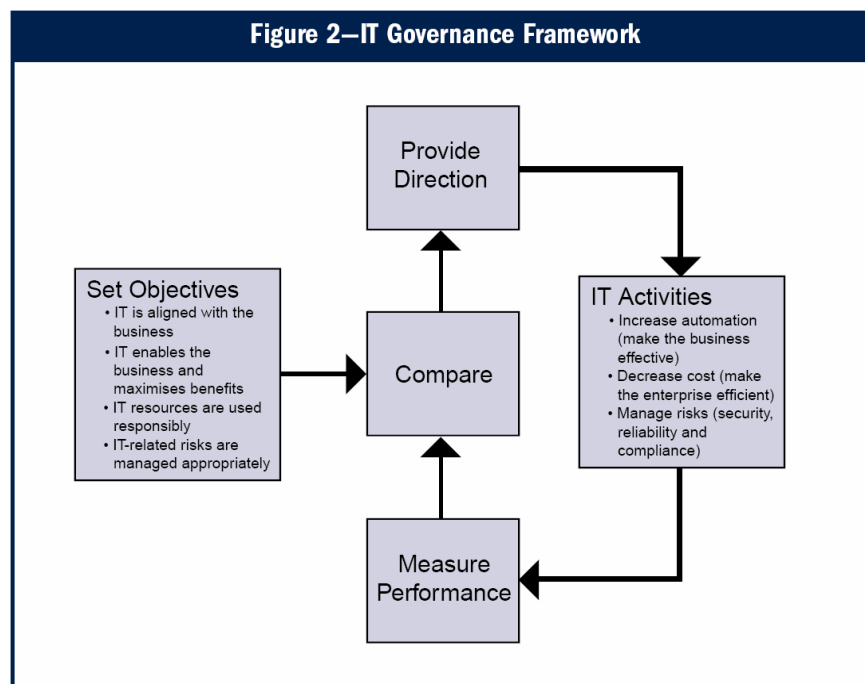 Figure 2—IT Governance Framework
Provide
Direction
Set Objectives
• IT is aligned with the
business
• IT enables the
business and
maximises benefits
• IT resources are used
responsibly
• IT-related risks are
managed appropriately
Compare
IT Activities
• Increase automation
(make the business
effective)
• Decrease cost (make
the enterprise efficient)
• Manage risks (security,
reliability and
compliance)
Measure
Performance